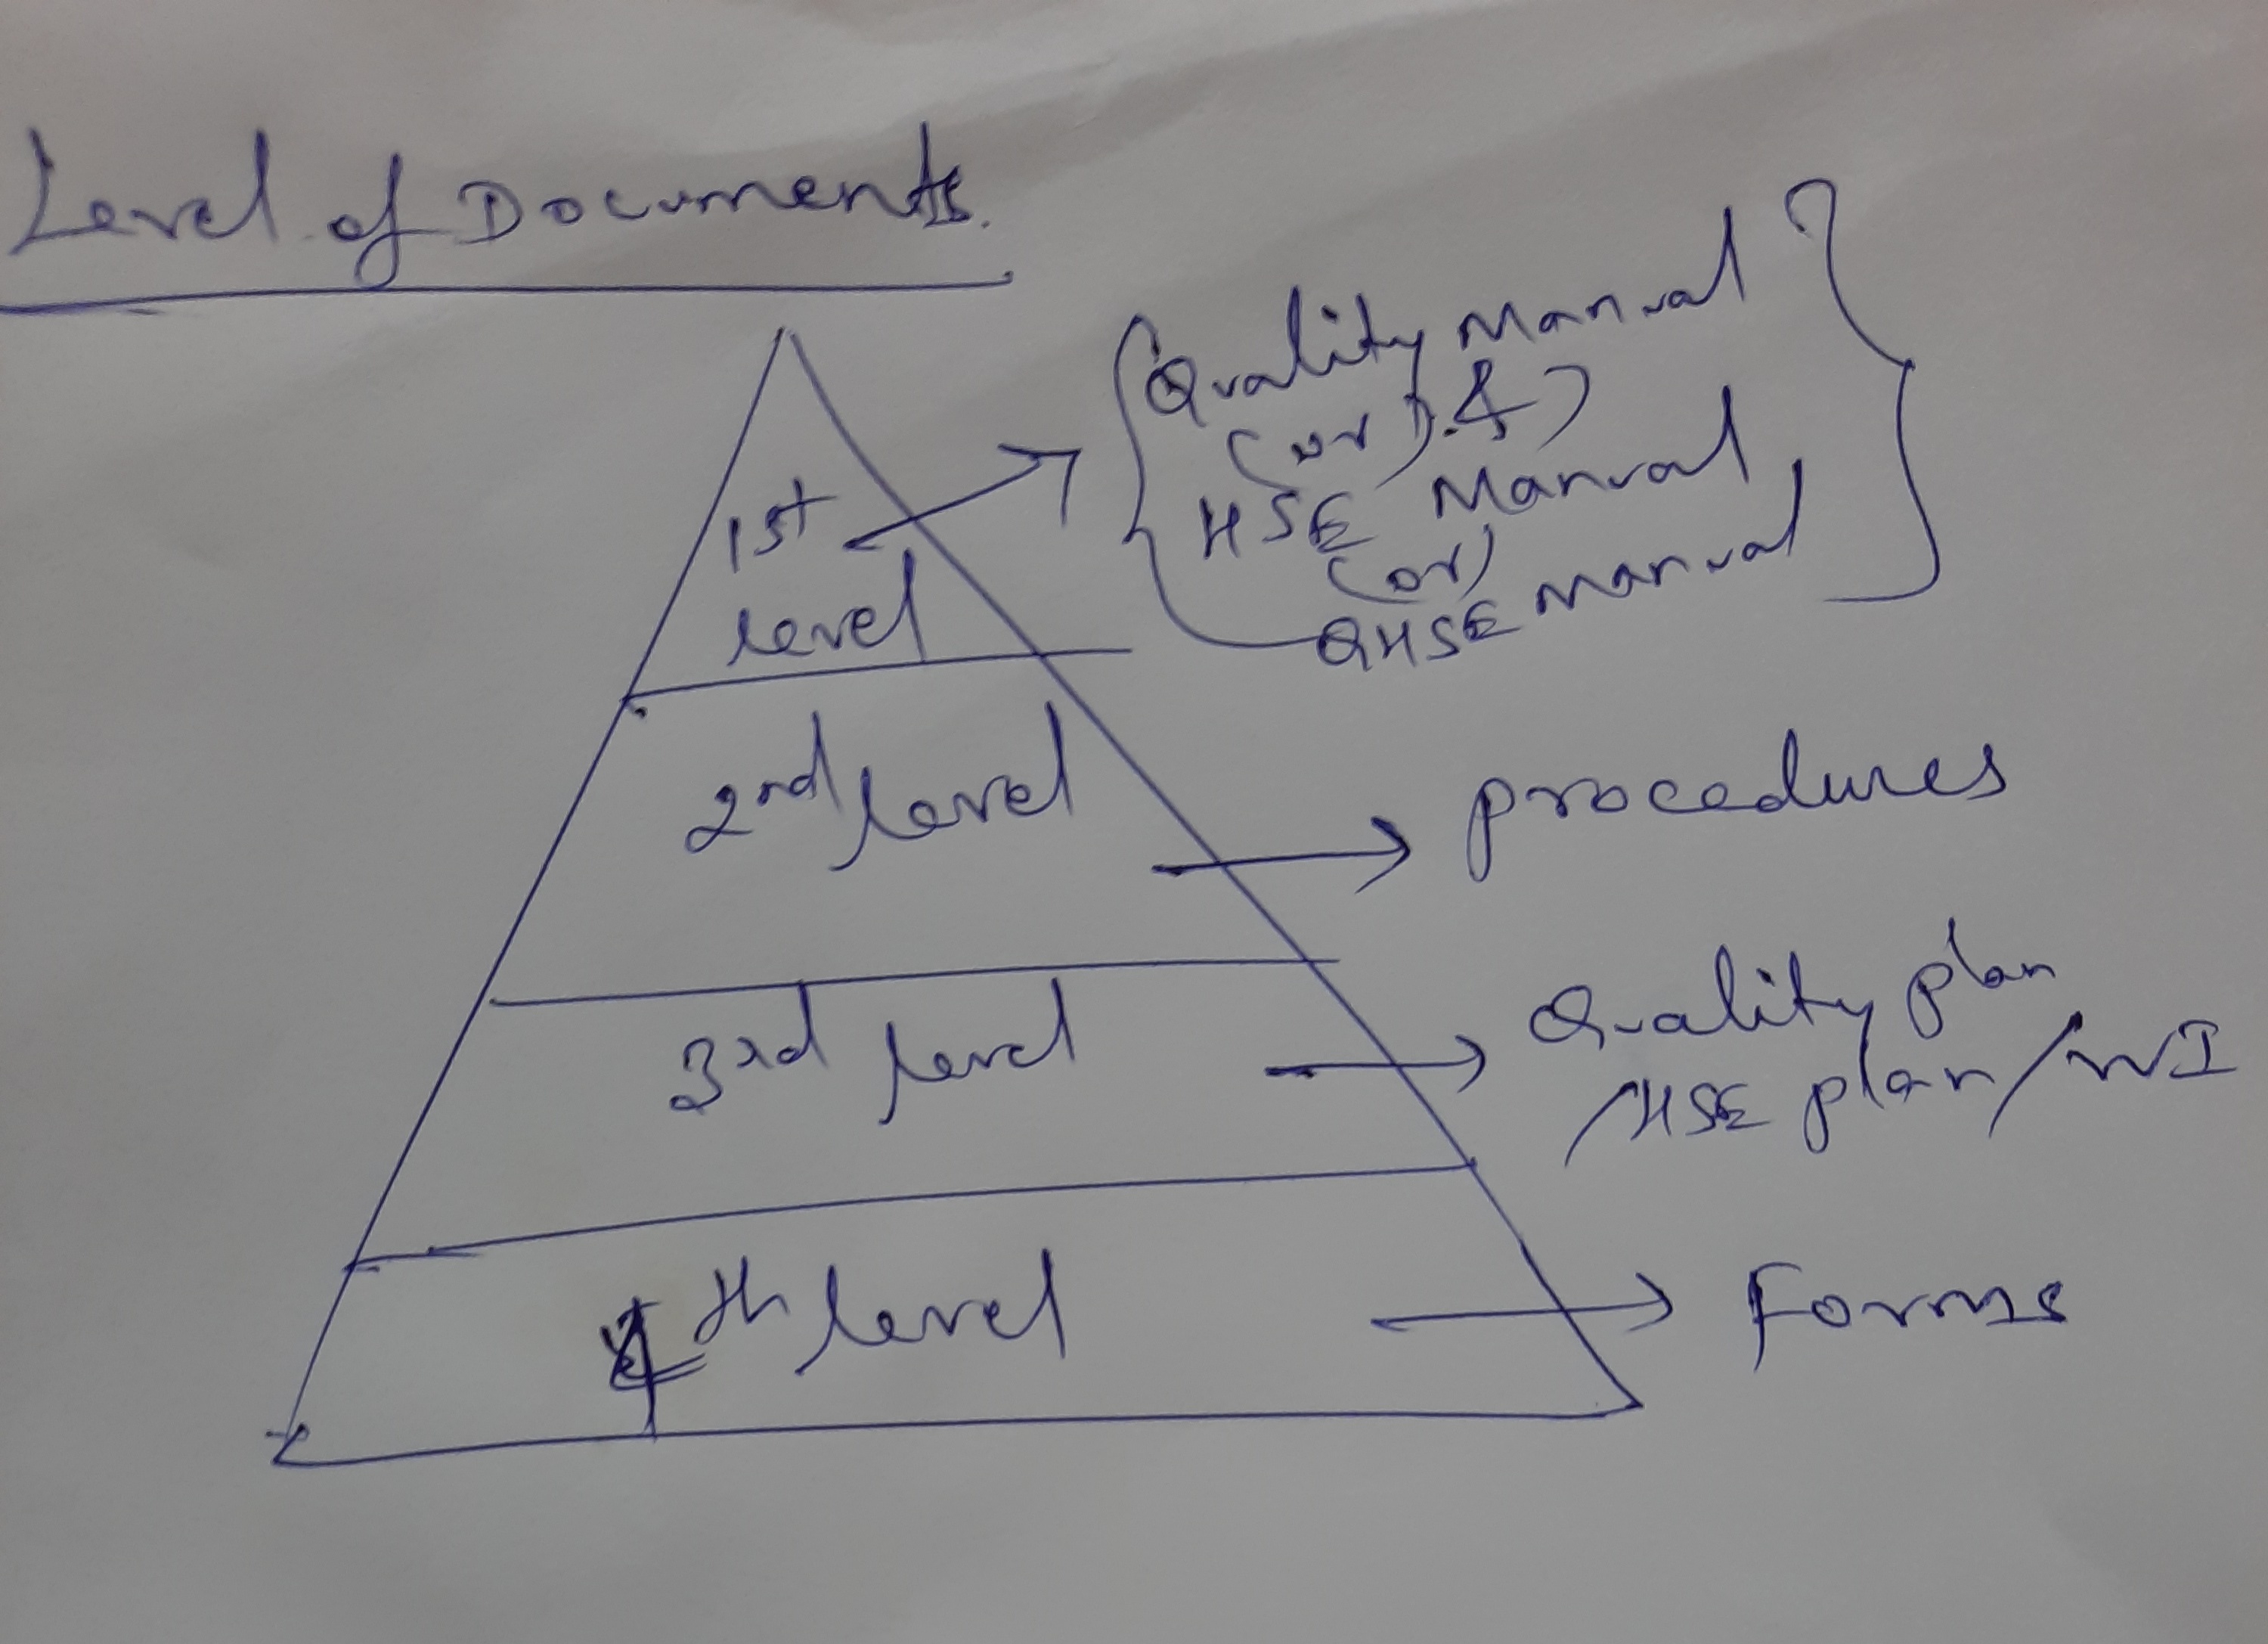 Level of Documents.
Quality Manual
(or) &
HSE Manual
(or)
QHSE Manual
1st
level
2nd level
procedures
3rd level
Quality plan
/HSE plan/WI
4th level
Forms